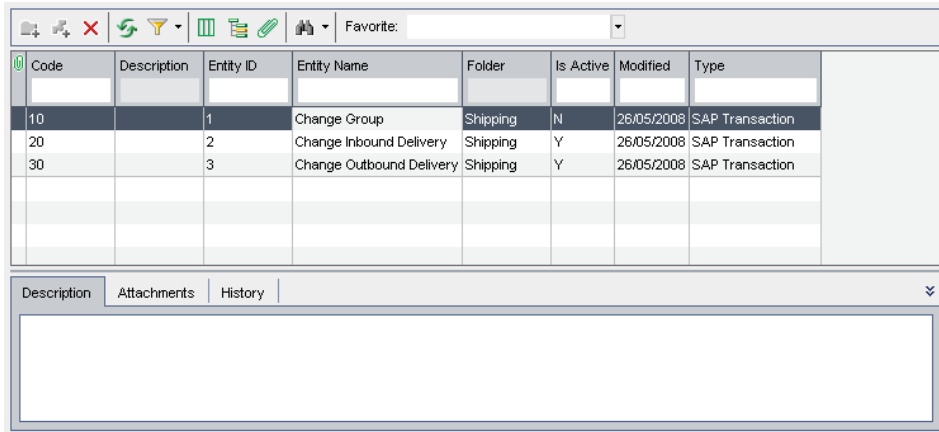 Favorite:
Code Description Entity ID Entity Name Folder Is Active Modified Type
10 1 Change Group Shipping N 26/05/2008 SAP Transaction
20 2 Change Inbound Delivery Shipping Y 26/05/2008 SAP Transaction
30 3 Change Outbound Delivery Shipping Y 26/05/2008 SAP Transaction
Description Attachments History